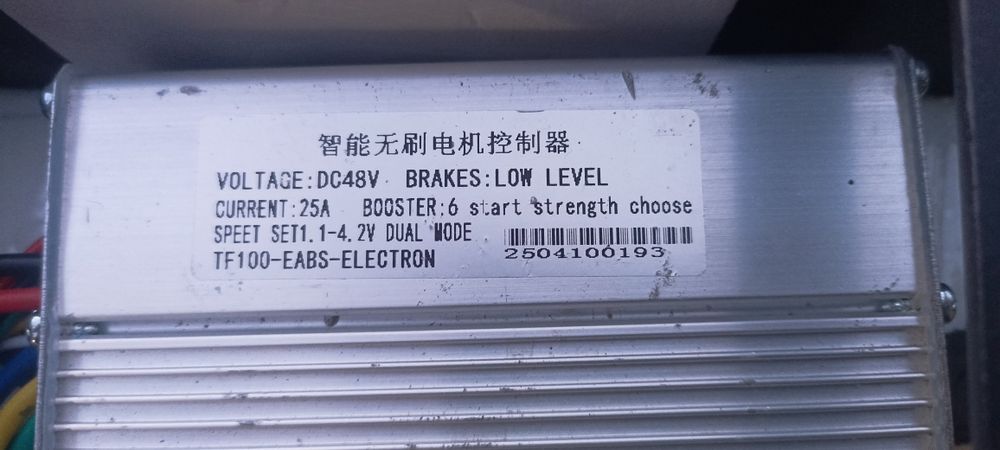 智能无刷电机控制器
VOLTAGE:DC48V BRAKES:LOW LEVEL
CURRENT:25A BOOSTER:6 start strength choose
SPEET SET1.1-4.2V DUAL MODE
TF100-EABS-ELECTRON
2504100193